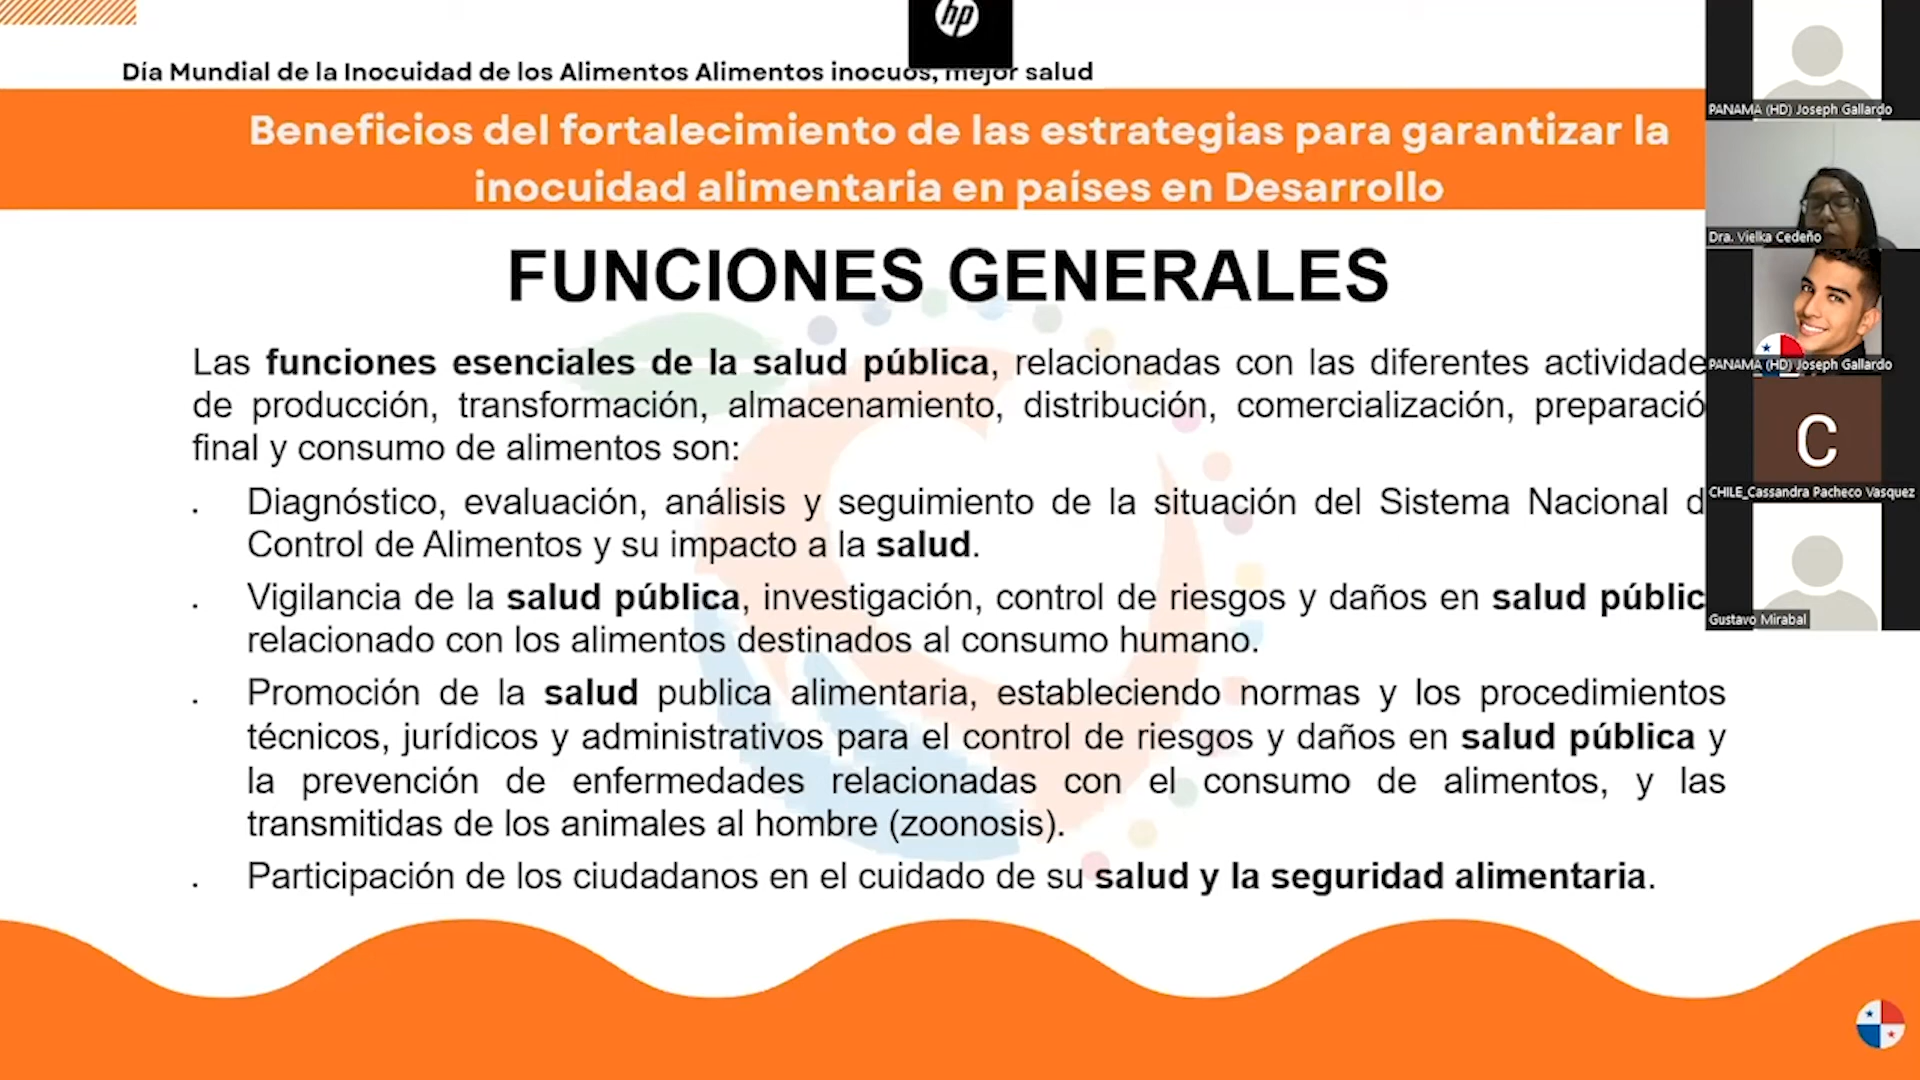 hp
Día Mundial de la Inocuidad de los Alimentos Alimentos inocuos, mejor salud
Beneficios del fortalecimiento de las estrategias para garantizar la
inocuidad alimentaria en países en Desarrollo
FUNCIONES GENERALES
Las funciones esenciales de la salud pública, relacionadas con las diferentes actividade
de producción, transformación, almacenamiento, distribución, comercialización, preparació
final y consumo de alimentos son:
. Diagnóstico, evaluación, análisis y seguimiento de la situación del Sistema Nacional d
Control de Alimentos y su impacto a la salud.
. Vigilancia de la salud pública, investigación, control de riesgos y daños en salud públic
relacionado con los alimentos destinados al consumo humano.
. Promoción de la salud publica alimentaria, estableciendo normas y los procedimientos
técnicos, jurídicos y administrativos para el control de riesgos y daños en salud pública y
la prevención de enfermedades relacionadas con el consumo de alimentos, y las
transmitidas de los animales al hombre (zoonosis).
. Participación de los ciudadanos en el cuidado de su salud y la seguridad alimentaria.
PANAMA (HD) Joseph Gallardo
Dra. Vielka Cedeño
PANAMA (HD) Joseph Gallardo
C
CHILE_Cassandra Pacheco Vasquez
Gustavo Mirabal